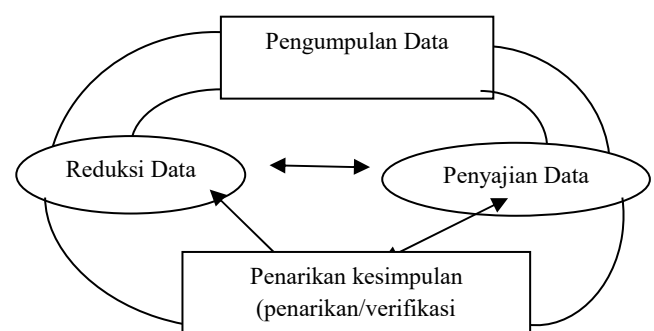 Pengumpulan Data
Reduksi Data
Penyajian Data
Penarikan kesimpulan
(penarikan/verifikasi